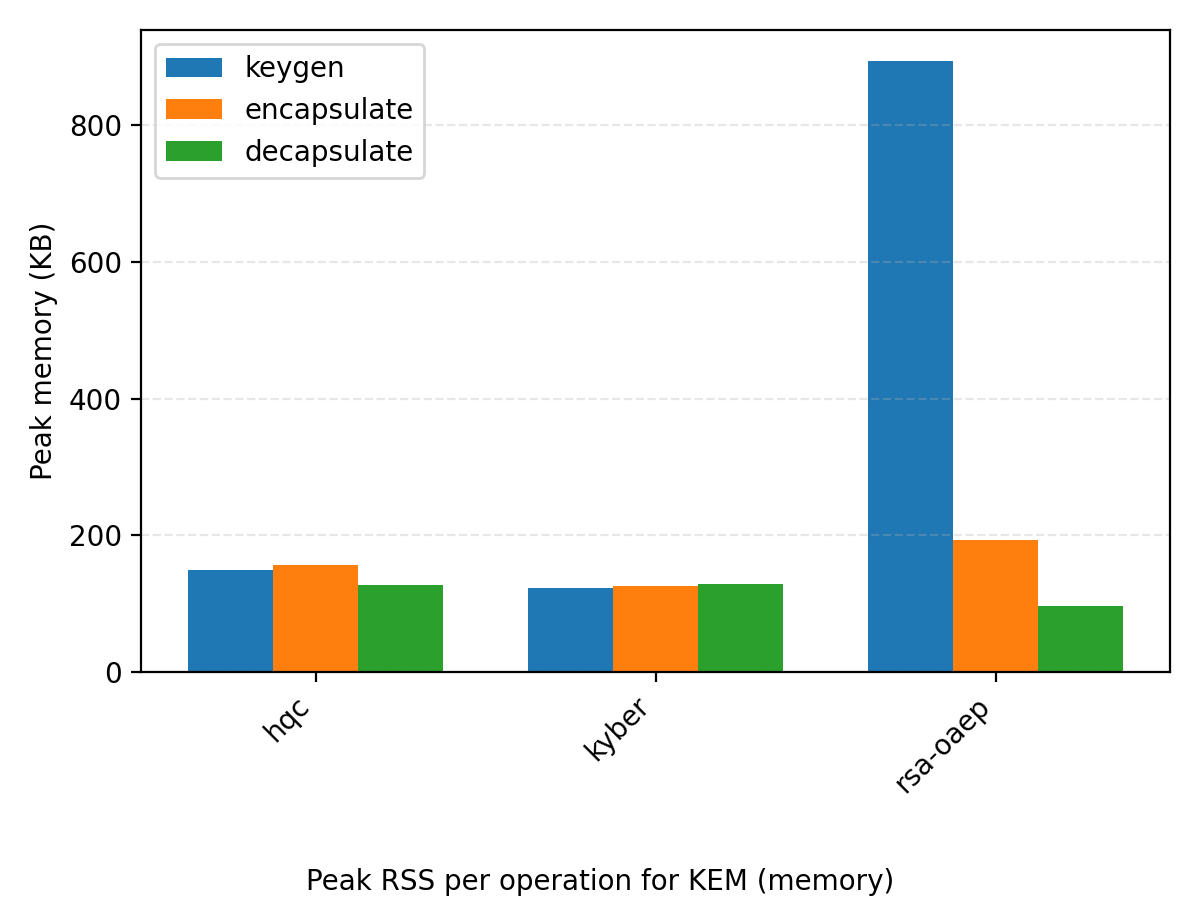 keygen
encapsulate
decapsulate
Peak memory (KB)
800
600
400
200
0
hqc
kyber
rsa-oaep
Peak RSS per operation for KEM (memory)